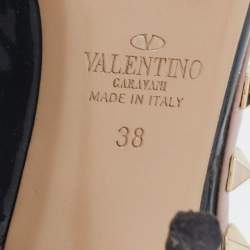 VALENTINO
GARAVANI
MADE IN ITALY
38